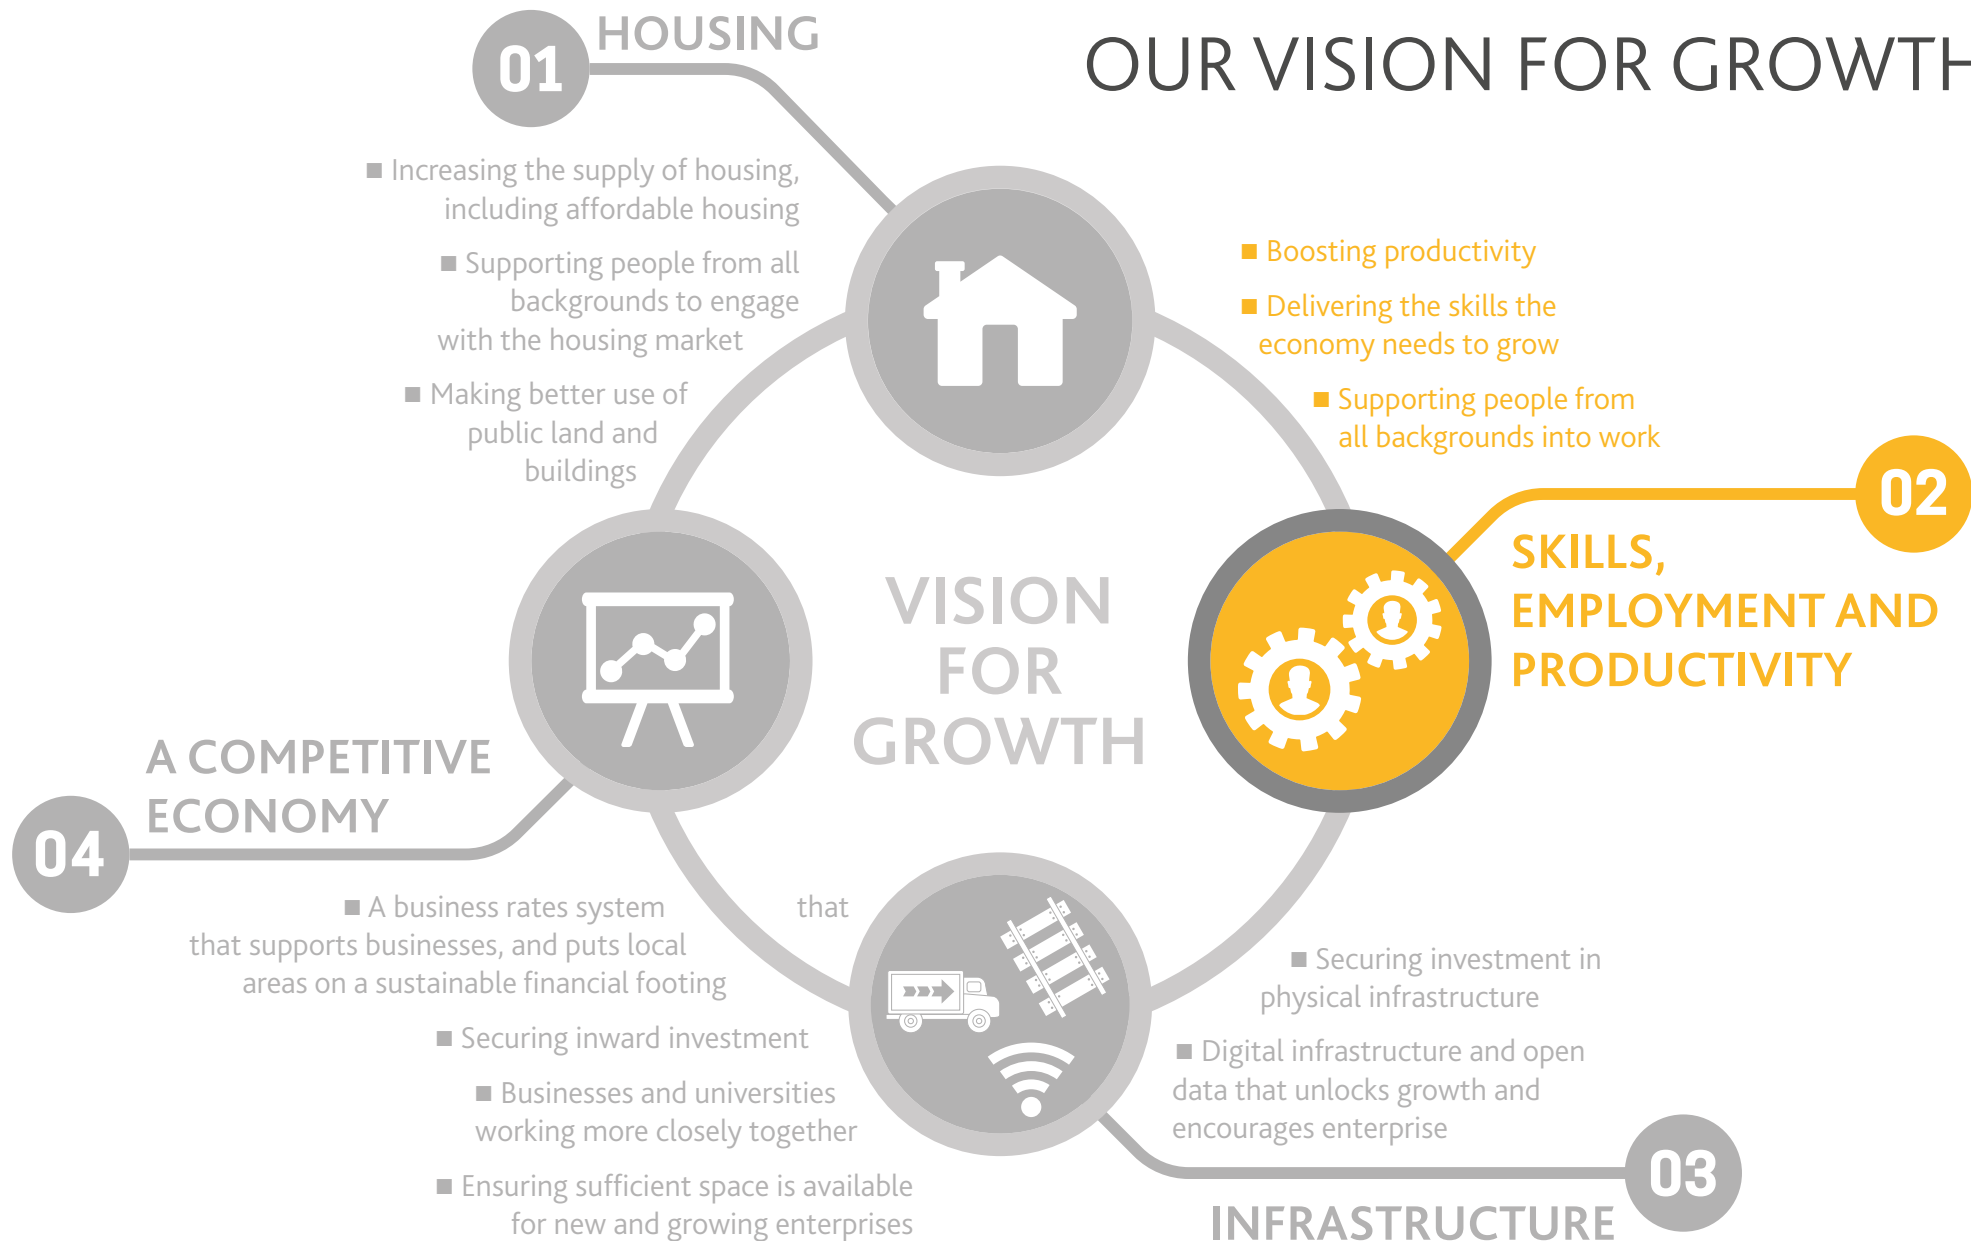 OUR VISION FOR GROWTH
01
HOUSING
■ Increasing the supply of housing,
including affordable housing
■ Supporting people from all
backgrounds to engage
with the housing market
■ Making better use of
public land and
buildings
■ Boosting productivity
■ Delivering the skills the
economy needs to grow
■ Supporting people from
all backgrounds into work
02
SKILLS,
EMPLOYMENT AND
PRODUCTIVITY
VISION
FOR
GROWTH
A COMPETITIVE
ECONOMY
04
■ A business rates system that
that supports businesses, and puts local
areas on a sustainable financial footing
■ Securing inward investment
■ Businesses and universities
working more closely together
■ Ensuring sufficient space is available
for new and growing enterprises
■ Securing investment in
physical infrastructure
■ Digital infrastructure and open
data that unlocks growth and
encourages enterprise
03
INFRASTRUCTURE